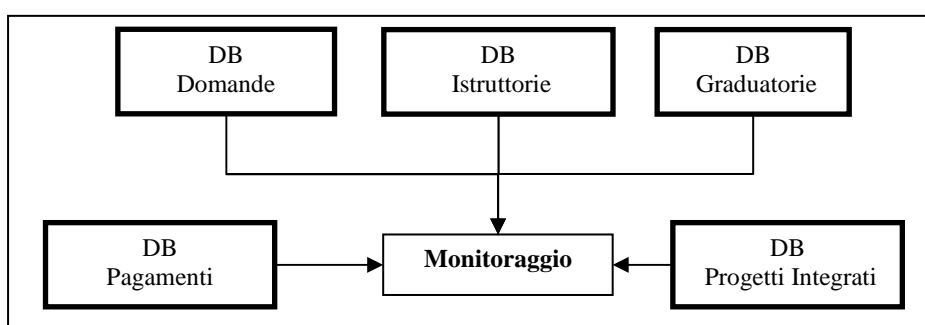 DB
Domande
DB
Istruttorie
DB
Graduatorie
DB
Pagamenti
Monitoraggio
DB
Progetti Integrati